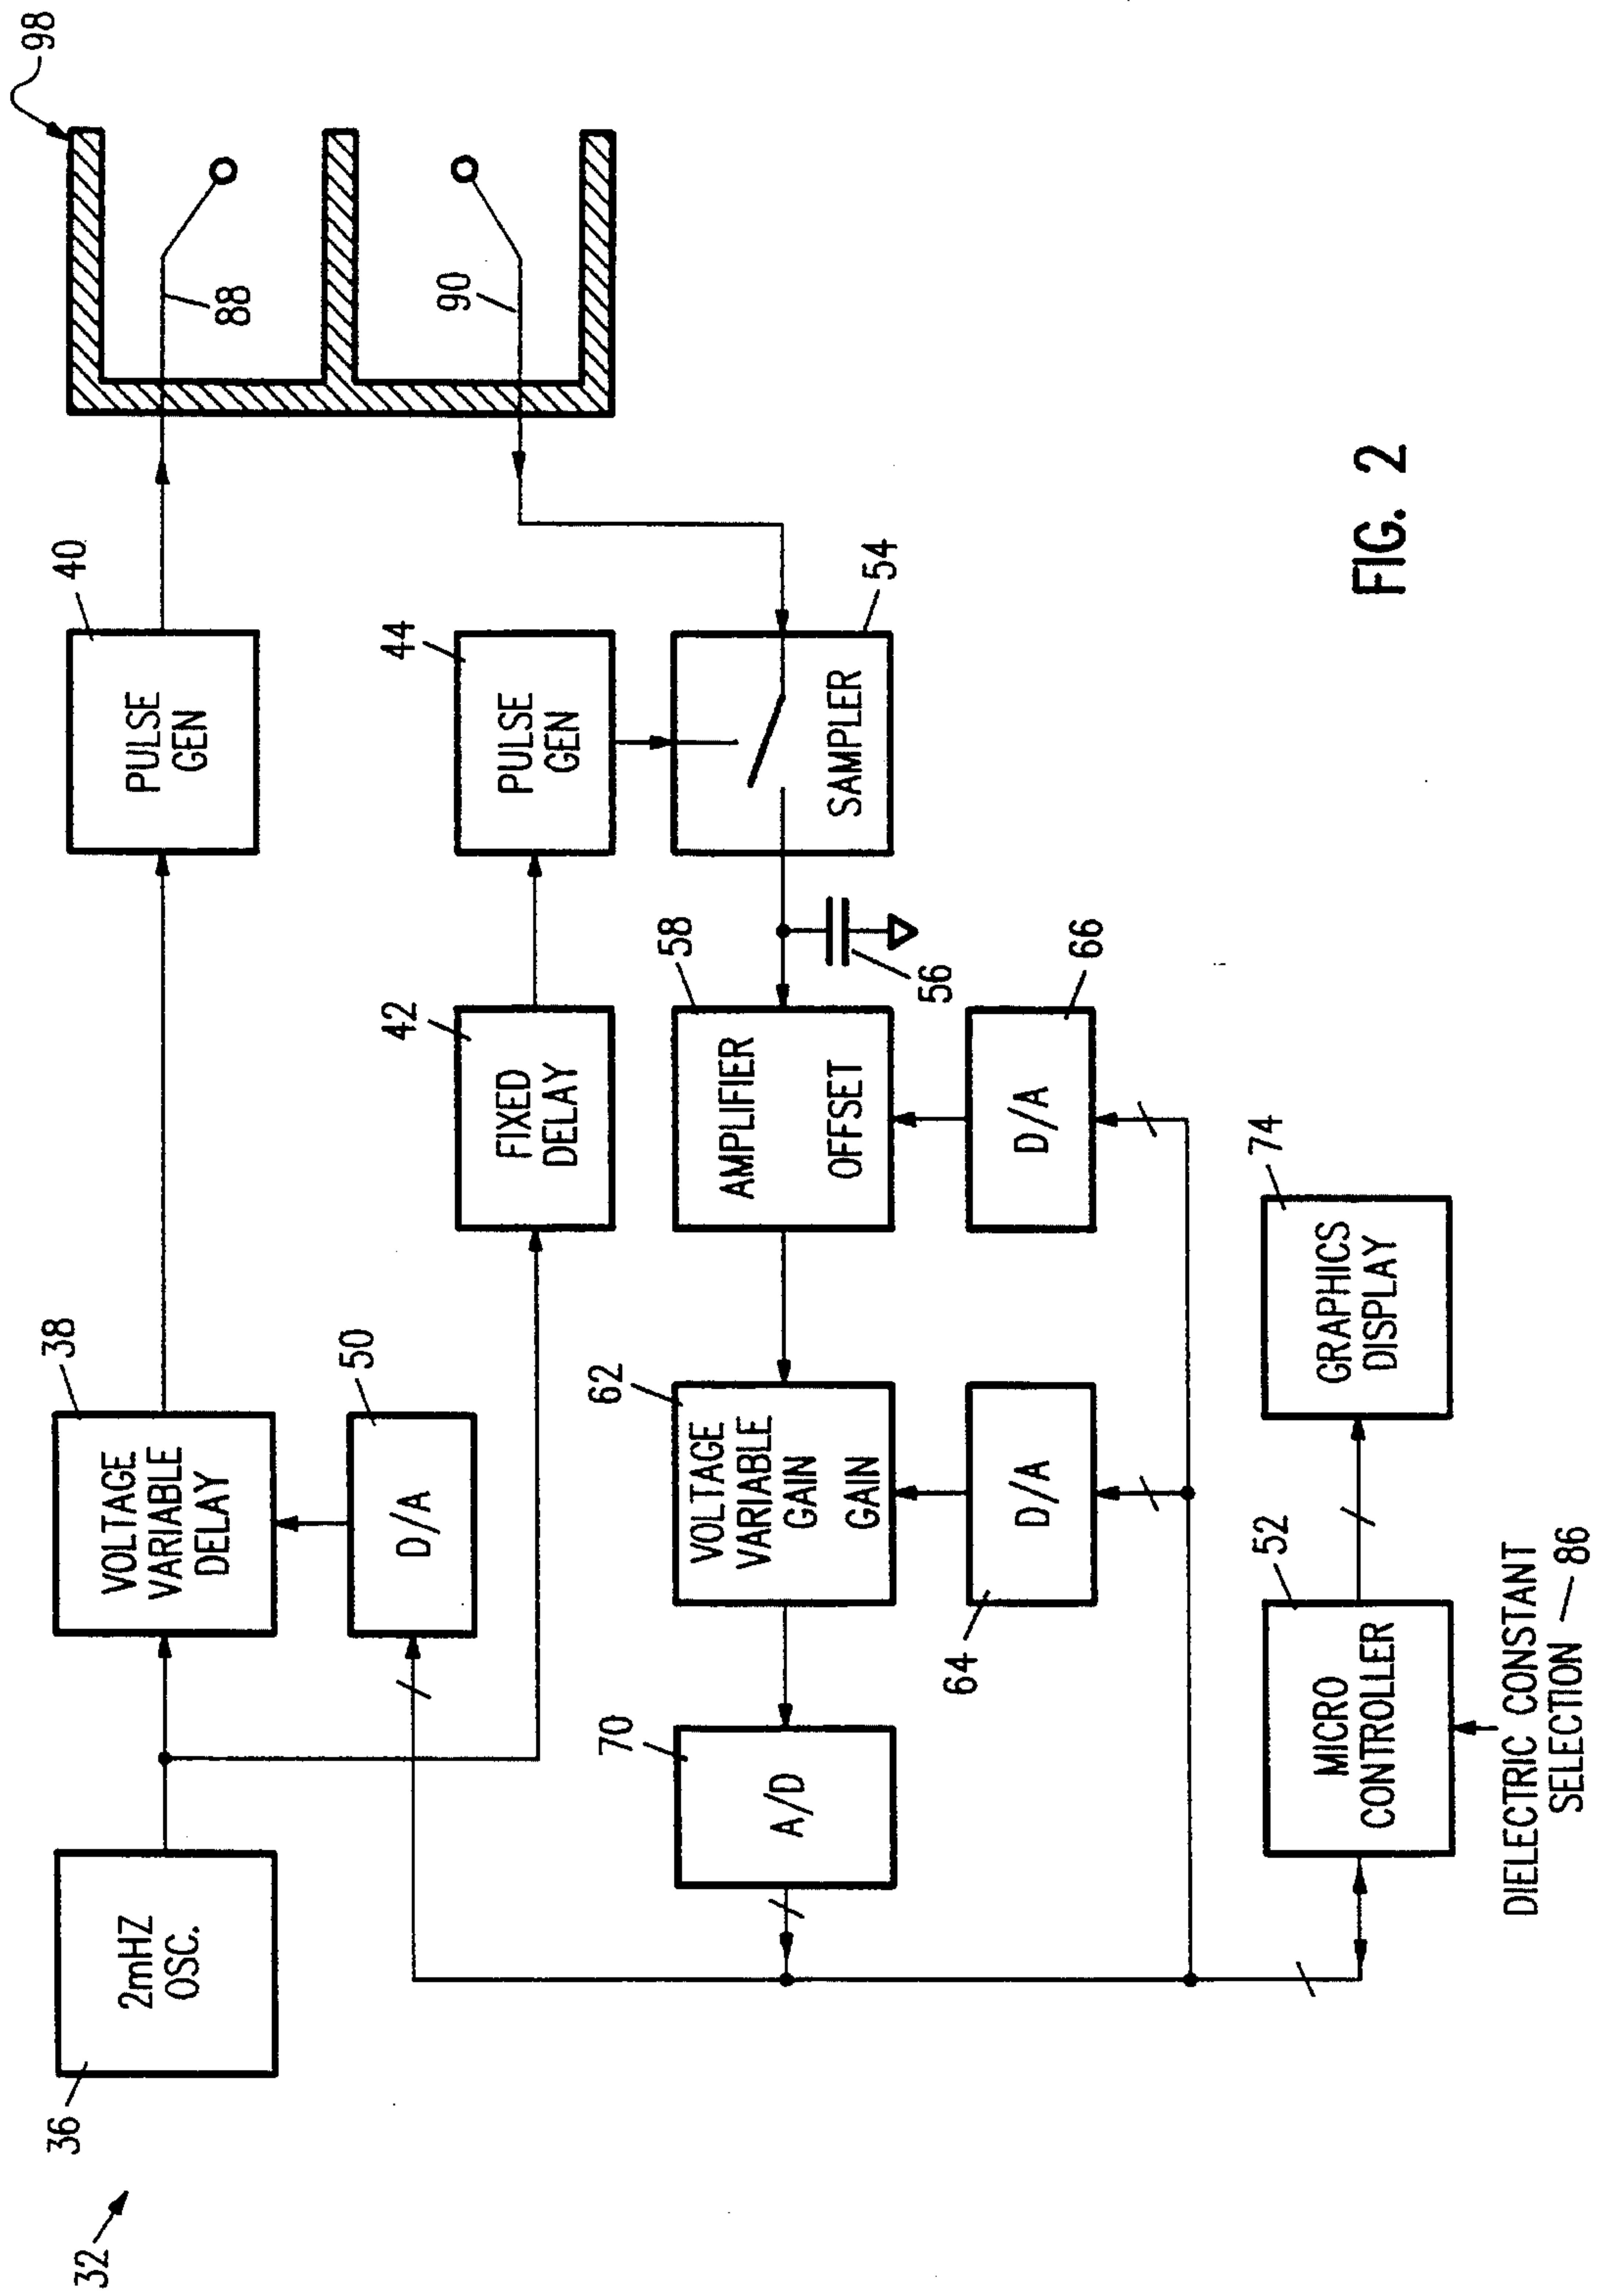 32
36
2mHZ
OSC.
38
VOLTAGE
VARIABLE
DELAY
40
PULSE
GEN
98
88
90
50
D/A
42
FIXED
DELAY
44
PULSE
GEN
70
A/D
62
VOLTAGE
VARIABLE
GAIN
GAIN
58
AMPLIFIER
OFFSET
56
SAMPLER
54
64
D/A
D/A
66
52
MICRO
CONTROLLER
74
GRAPHICS
DISPLAY
DIELECTRIC CONSTANT
SELECTION — 86
FIG. 2